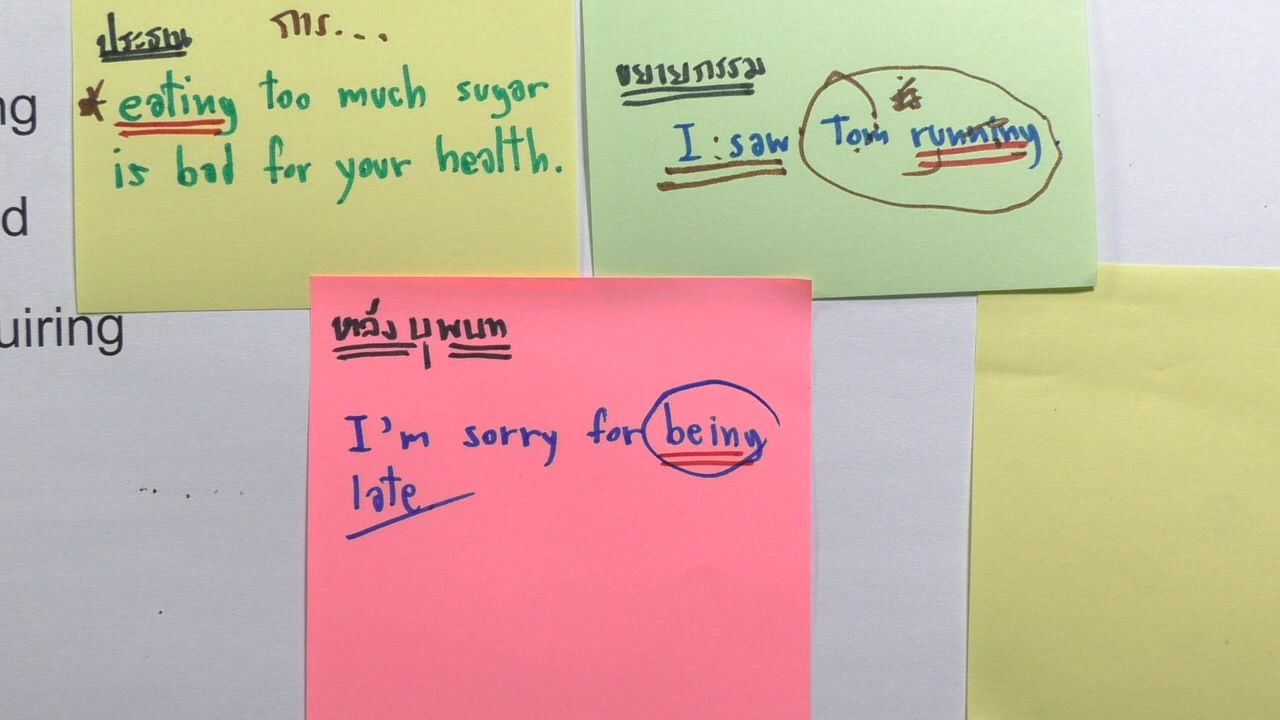 ng
d
uiring
ประธาน การ...
* eating too much sugar
is bad for your health.
ขยายกรรม
I saw Tom running.
หลังบุพบท
I'm sorry for being
late